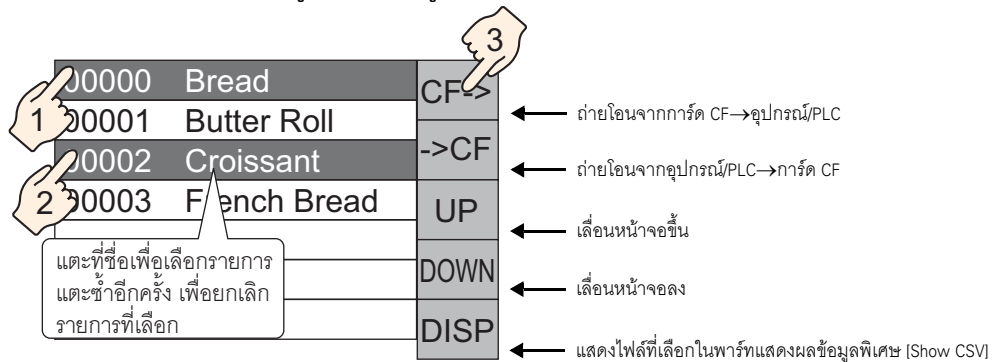 3
00000 Bread
CF->
ถ่ายโอนจากการ์ด CF→อุปกรณ์/PLC
1
00001 Butter Roll
->CF
00002 Croissant
ถ่ายโอนจากอุปกรณ์/PLC→การ์ด CF
2
00003 French Bread
UP
เลื่อนหน้าจอขึ้น
แตะที่ชื่อเพื่อเลือกรายการ
แตะซ้ำอีกครั้ง เพื่อยกเลิก
รายการที่เลือก
DOWN
เลื่อนหน้าจอลง
DISP
แสดงไฟล์ที่เลือกในพาร์ทแสดงผลข้อมูลพิเศษ [Show CSV]